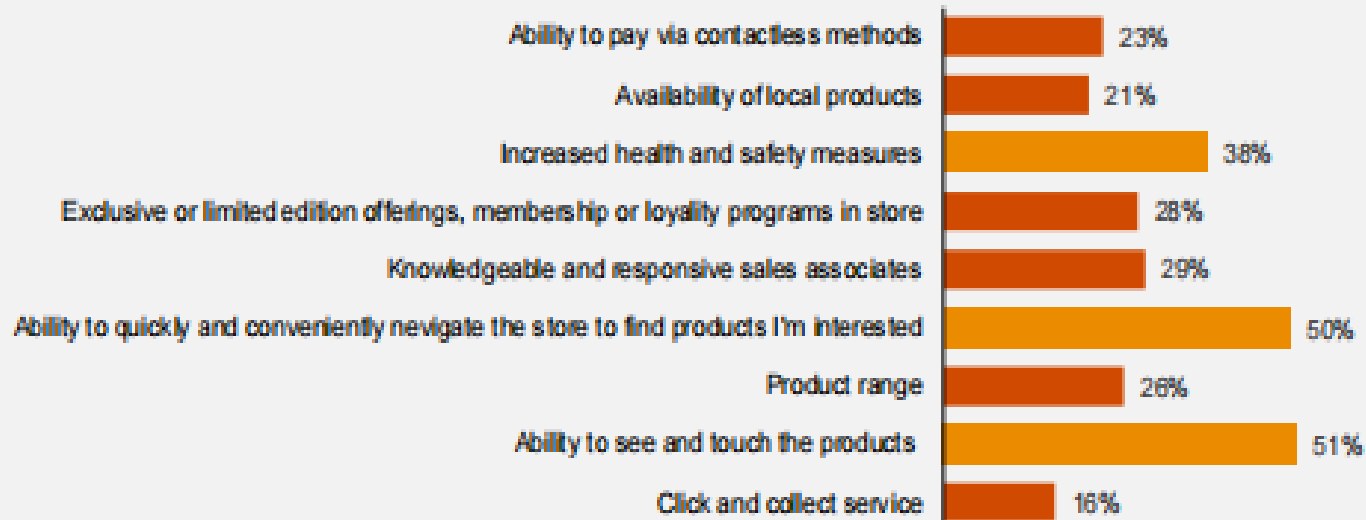 Ability to pay via contactless methods 23%
Availability of local products 21%
Increased health and safety measures 38%
Exclusive or limited edition offerings, membership or loyality programs in store 28%
Knowledgeable and responsive sales associates 29%
Ability to quickly and conveniently nevigate the store to find products I'm interested 50%
Product range 26%
Ability to see and touch the products 51%
Click and collect service 16%